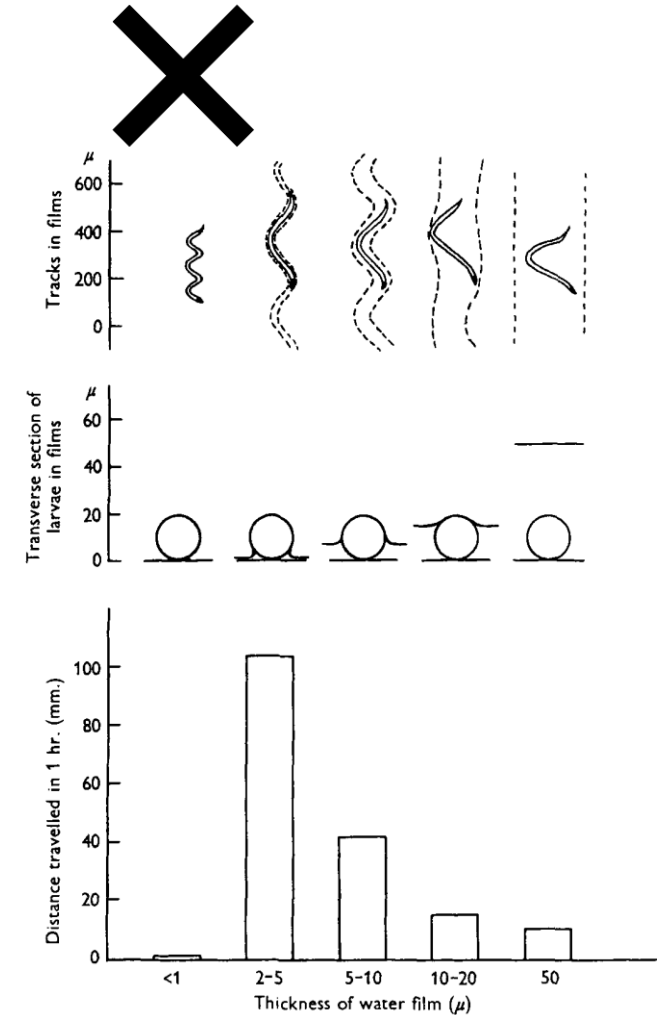 μ
600
400
200
0
Tracks in films
μ
60
40
20
0
Transverse section of
larvae in films
100
80
60
40
20
0
Distance travelled in 1 hr. (mm.)
<1 2–5 5–10 10–20 50
Thickness of water film (μ)